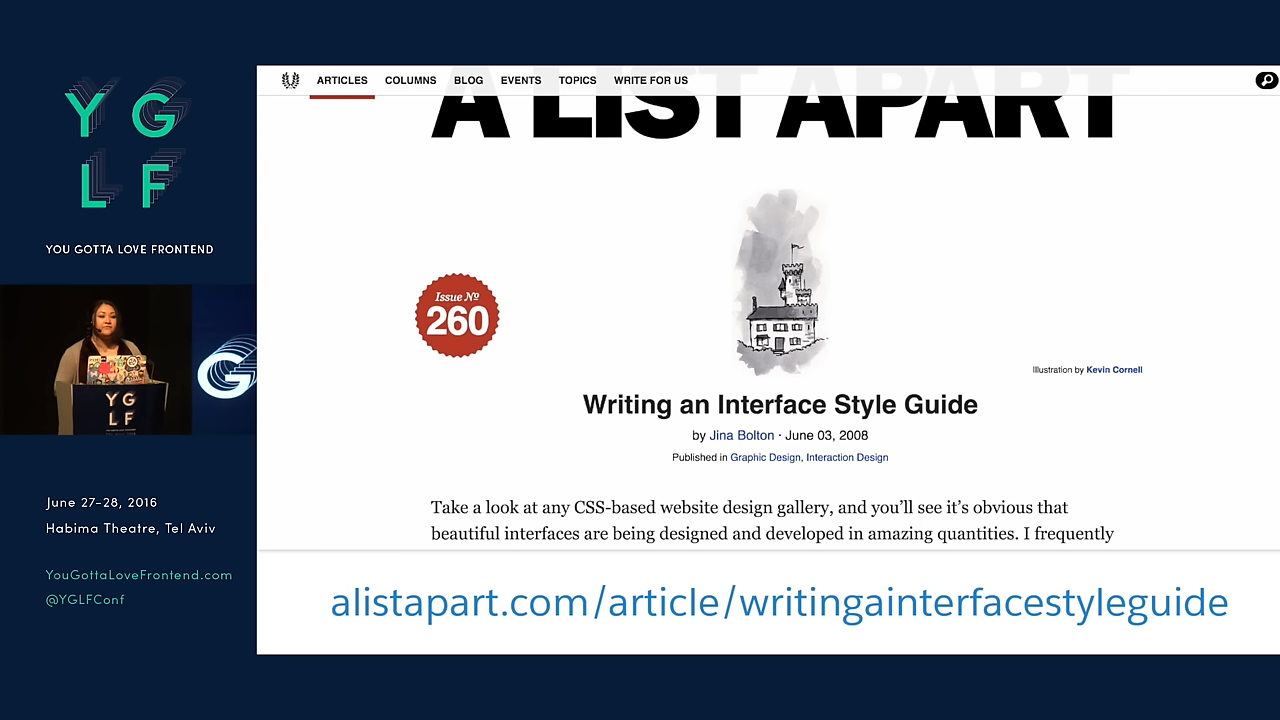 Y G
L F
YOU GOTTA LOVE FRONTEND
Y G
L F
G
June 27-28, 2016
Habima Theatre, Tel Aviv
YouGottaLoveFrontend.com
@YGLFConf
ARTICLES COLUMNS BLOG EVENTS TOPICS WRITE FOR US
A LIST APART
Issue Nº
260
Illustration by Kevin Cornell
Writing an Interface Style Guide
by Jina Bolton · June 03, 2008
Published in Graphic Design, Interaction Design
Take a look at any CSS-based website design gallery, and you’ll see it’s obvious that
beautiful interfaces are being designed and developed in amazing quantities. I frequently
alistapart.com/article/writingainterfacestyleguide